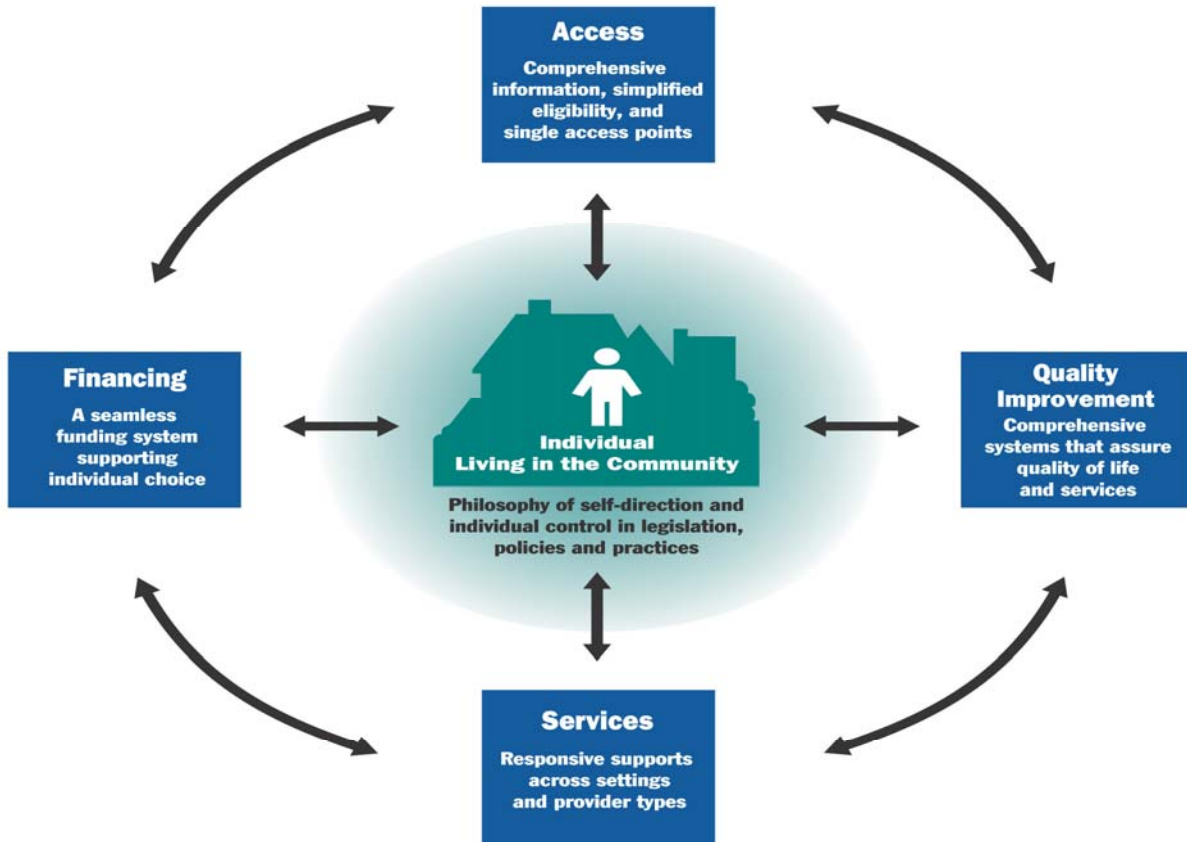 Access
Comprehensive
information, simplified
eligibility, and
single access points
Financing
A seamless
funding system
supporting
individual choice
Individual
Living in the Community
Philosophy of self-direction and
individual control in legislation,
policies and practices
Quality
Improvement
Comprehensive
systems that assure
quality of life
and services
Services
Responsive supports
across settings
and provider types